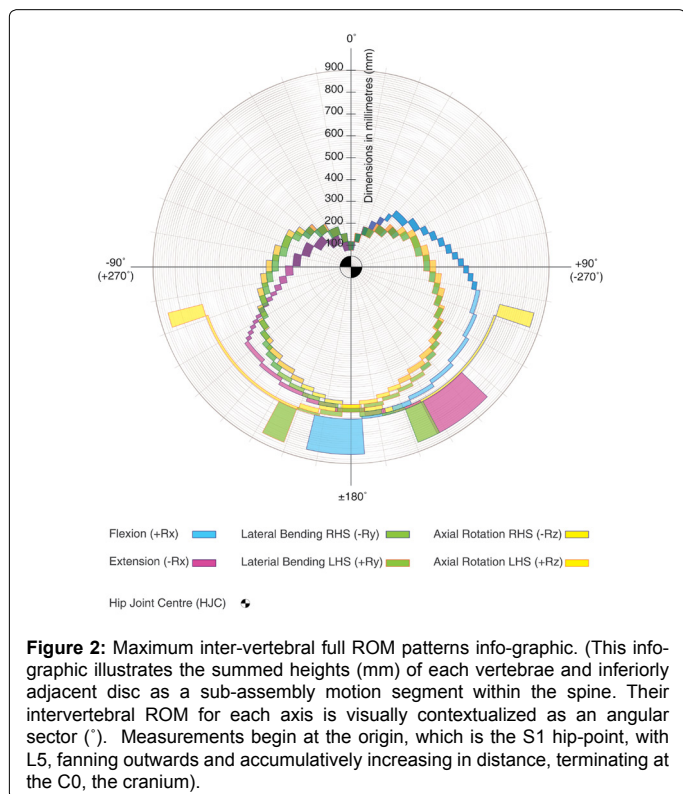 0°
900
800
700
600
500
400
300
200
100
Dimensions in millimetres (mm)
-90°
(+270°)
+90°
(-270°)
±180°
Flexion (+Rx)
Lateral Bending RHS (-Ry)
Axial Rotation RHS (-Rz)
Extension (-Rx)
Laterial Bending LHS (+Ry)
Axial Rotation LHS (+Rz)
Hip Joint Centre (HJC)
Figure 2: Maximum inter-vertebral full ROM patterns info-graphic. (This info-
graphic illustrates the summed heights (mm) of each vertebrae and inferiorly
adjacent disc as a sub-assembly motion segment within the spine. Their
intervertebral ROM for each axis is visually contextualized as an angular
sector (°). Measurements begin at the origin, which is the S1 hip-point, with
L5, fanning outwards and accumulatively increasing in distance, terminating at
the C0, the cranium).